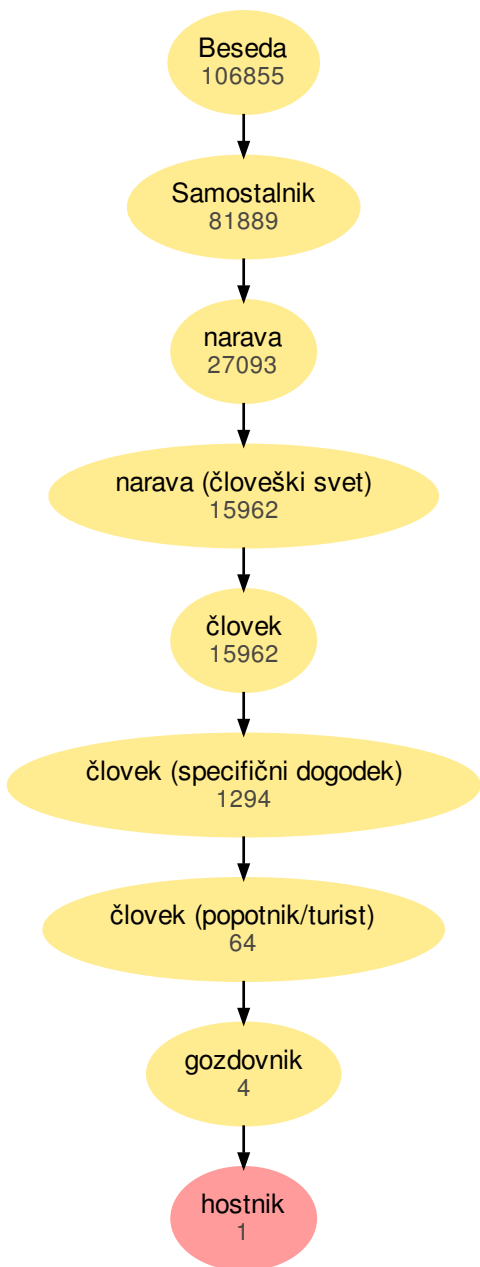 Beseda
106855
Samostalnik
81889
narava
27093
narava (človeški svet)
15962
človek
15962
človek (specifični dogodek)
1294
človek (popotnik/turist)
64
gozdovnik
4
hostnik
1